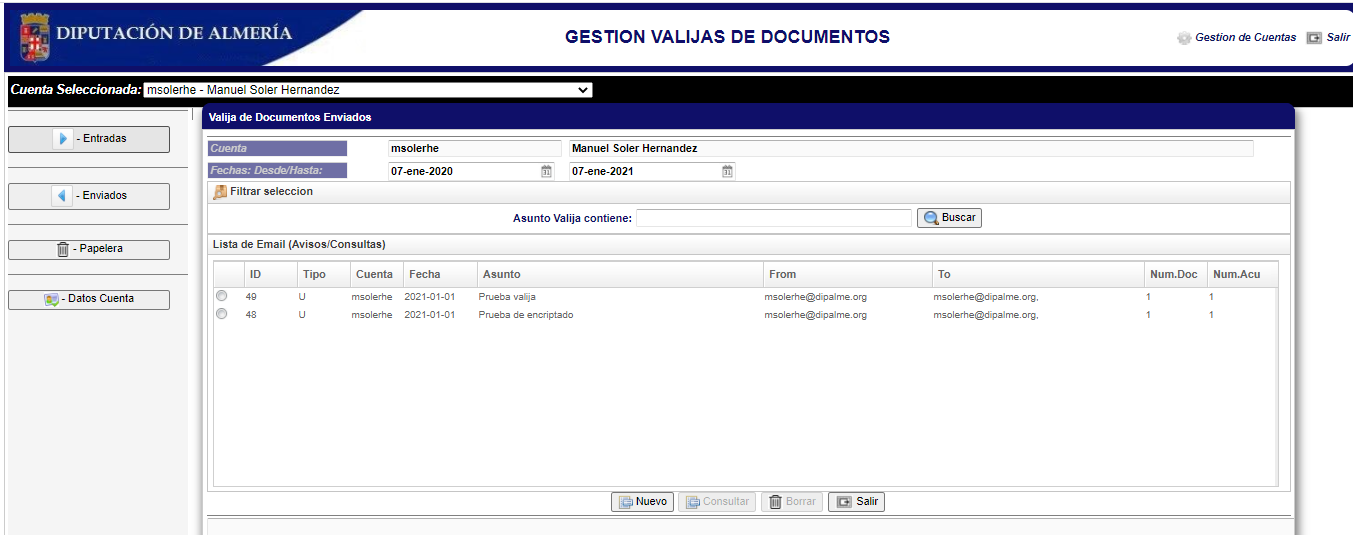 DIPUTACIÓN DE ALMERÍA
GESTION VALIJAS DE DOCUMENTOS
Gestion de Cuentas Salir
Cuenta Seleccionada: msolerhe - Manuel Soler Hernandez
- Entradas
- Enviados
- Papelera
- Datos Cuenta
Valija de Documentos Enviados
Cuenta msolerhe Manuel Soler Hernandez
Fechas: Desde/Hasta: 07-ene-2020 31 07-ene-2021 31
Filtrar seleccion
Asunto Valija contiene: Buscar
Lista de Email (Avisos/Consultas)
ID Tipo Cuenta Fecha Asunto From To Num.Doc Num.Acu
49 U msolerhe 2021-01-01 Prueba valija msolerhe@dipalme.org msolerhe@dipalme.org, 1 1
48 U msolerhe 2021-01-01 Prueba de encriptado msolerhe@dipalme.org msolerhe@dipalme.org, 1 1
Nuevo Consultar Borrar Salir